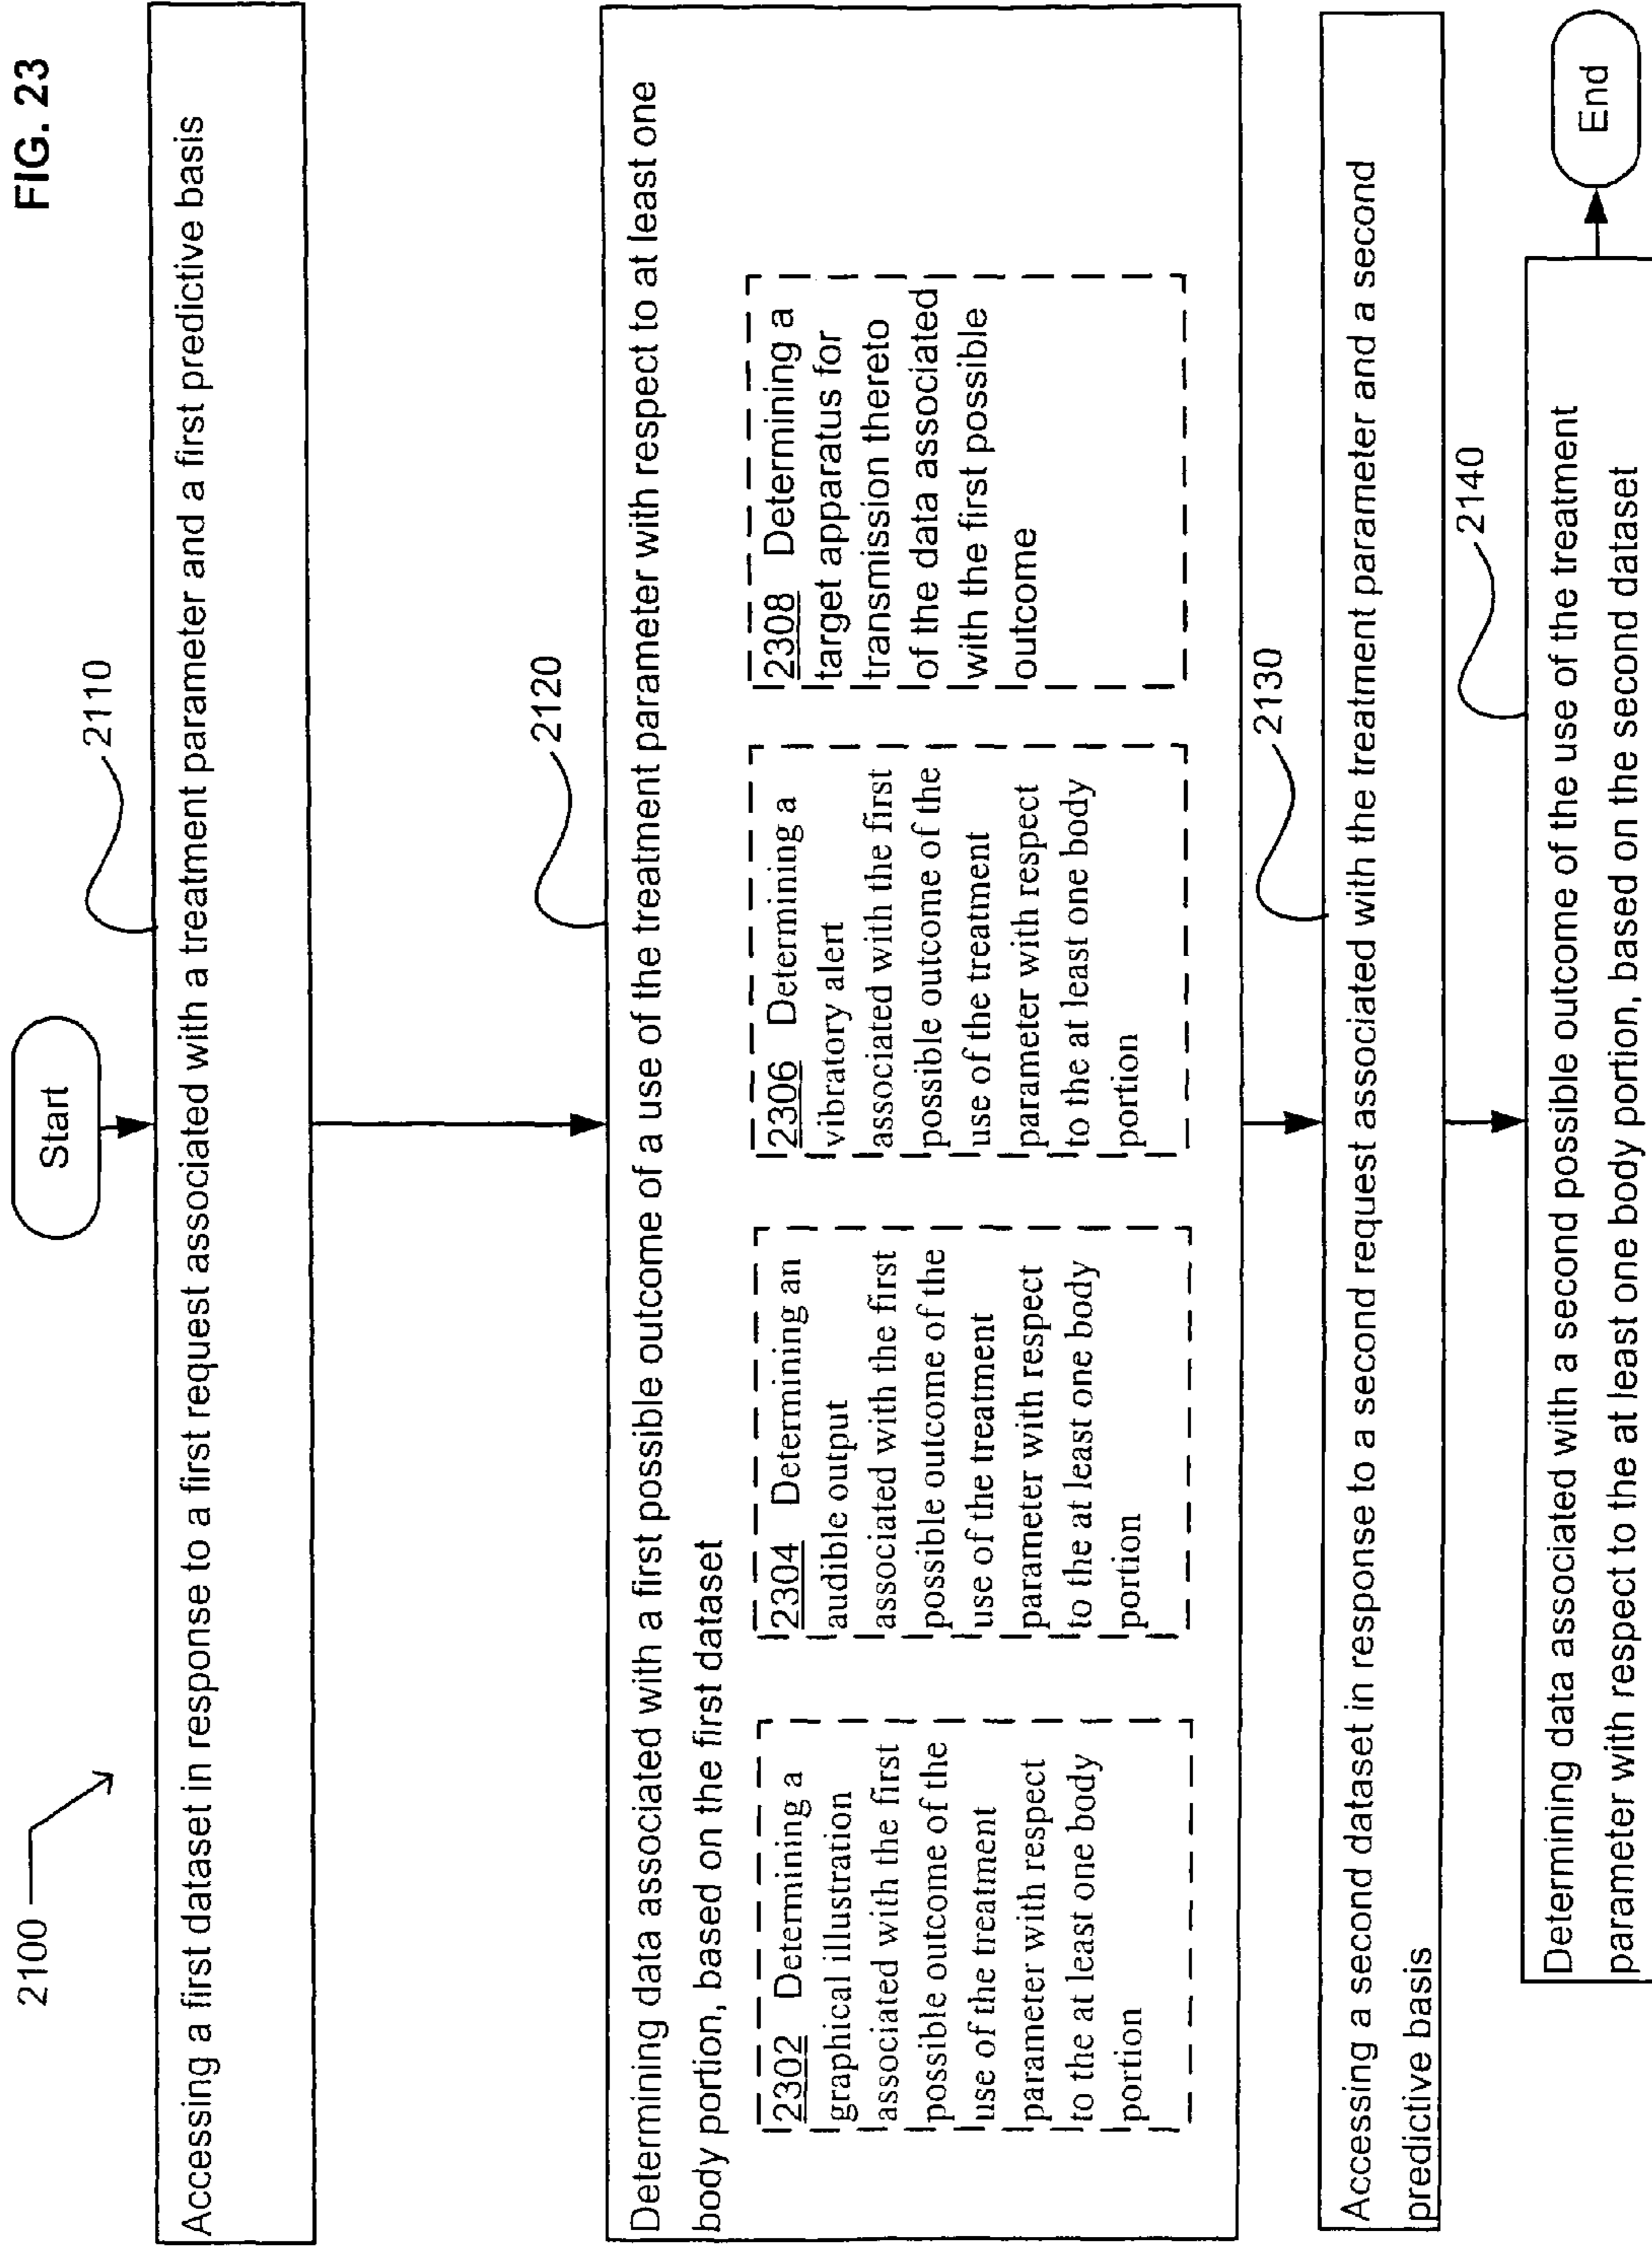 FIG. 23
2100
Start
2110
Accessing a first dataset in response to a first request associated with a treatment parameter and a first predictive basis
2120
Determining data associated with a first possible outcome of a use of the treatment parameter with respect to at least one
body portion, based on the first dataset
2302 Determining a
graphical illustration
associated with the first
possible outcome of the
use of the treatment
parameter with respect
to the at least one body
portion
2304 Determining an
audible output
associated with the first
possible outcome of the
use of the treatment
parameter with respect
to the at least one body
portion
2306 Determining a
vibratory alert
associated with the first
possible outcome of the
use of the treatment
parameter with respect
to the at least one body
portion
2308 Determining a
target apparatus for
transmission thereto
of the data associated
with the first possible
outcome
2130
Accessing a second dataset in response to a second request associated with the treatment parameter and a second
predictive basis
2140
Determining data associated with a second possible outcome of the use of the treatment
parameter with respect to the at least one body portion, based on the second dataset
End